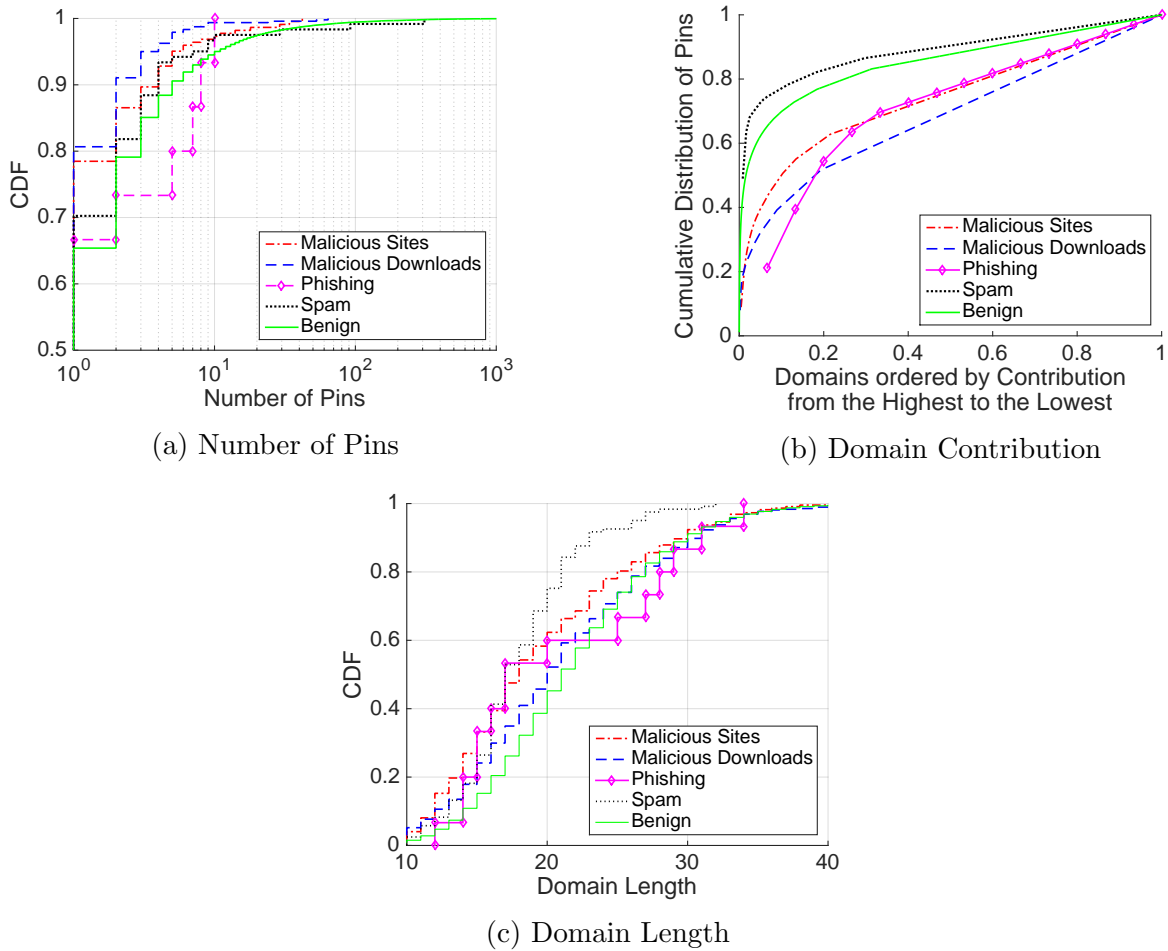 1
0.9
0.8
0.7
0.6
0.5
CDF
10^0
10^1
10^2
10^3
Number of Pins
Malicious Sites
Malicious Downloads
Phishing
Spam
Benign
(a) Number of Pins
1
0.8
0.6
0.4
0.2
0
Cumulative Distribution of Pins
0
0.2
0.4
0.6
0.8
1
Domains ordered by Contribution
from the Highest to the Lowest
Malicious Sites
Malicious Downloads
Phishing
Spam
Benign
(b) Domain Contribution
1
0.8
0.6
0.4
0.2
0
CDF
10
20
30
40
Domain Length
Malicious Sites
Malicious Downloads
Phishing
Spam
Benign
(c) Domain Length